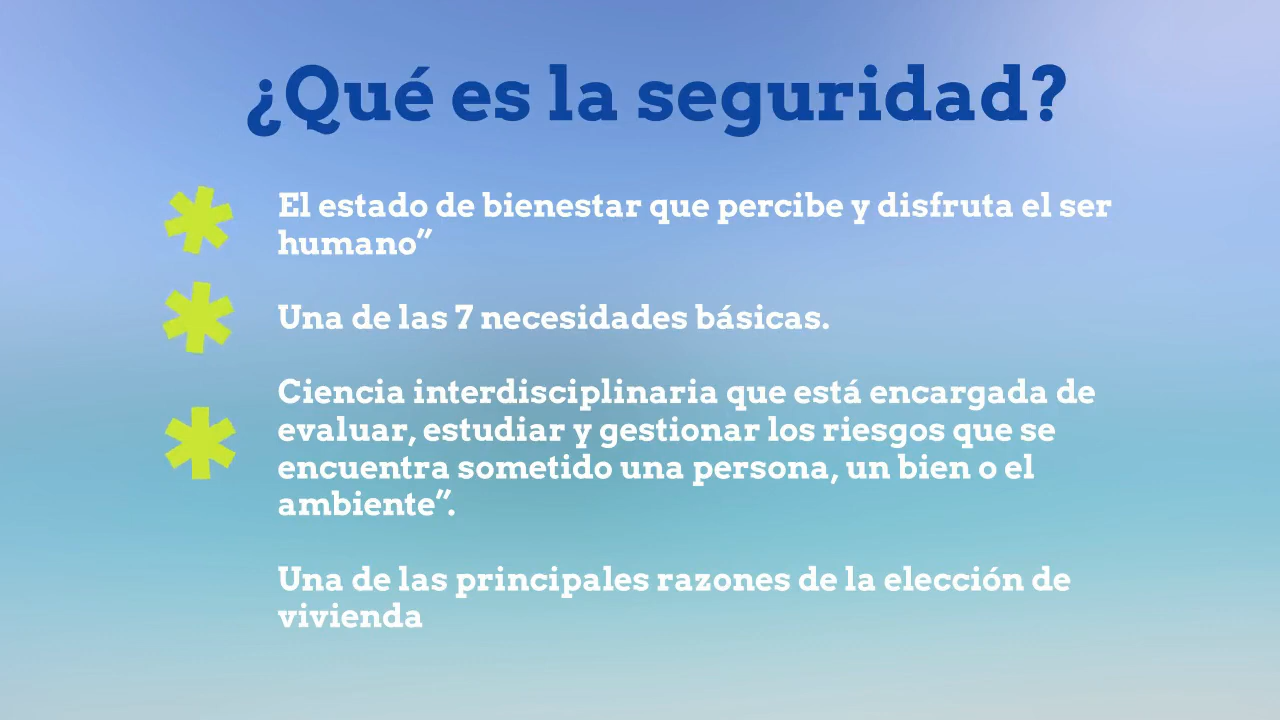 ¿Qué es la seguridad?
El estado de bienestar que percibe y disfruta el ser
humano”
Una de las 7 necesidades básicas.
Ciencia interdisciplinaria que está encargada de
evaluar, estudiar y gestionar los riesgos que se
encuentra sometido una persona, un bien o el
ambiente”.
Una de las principales razones de la elección de
vivienda